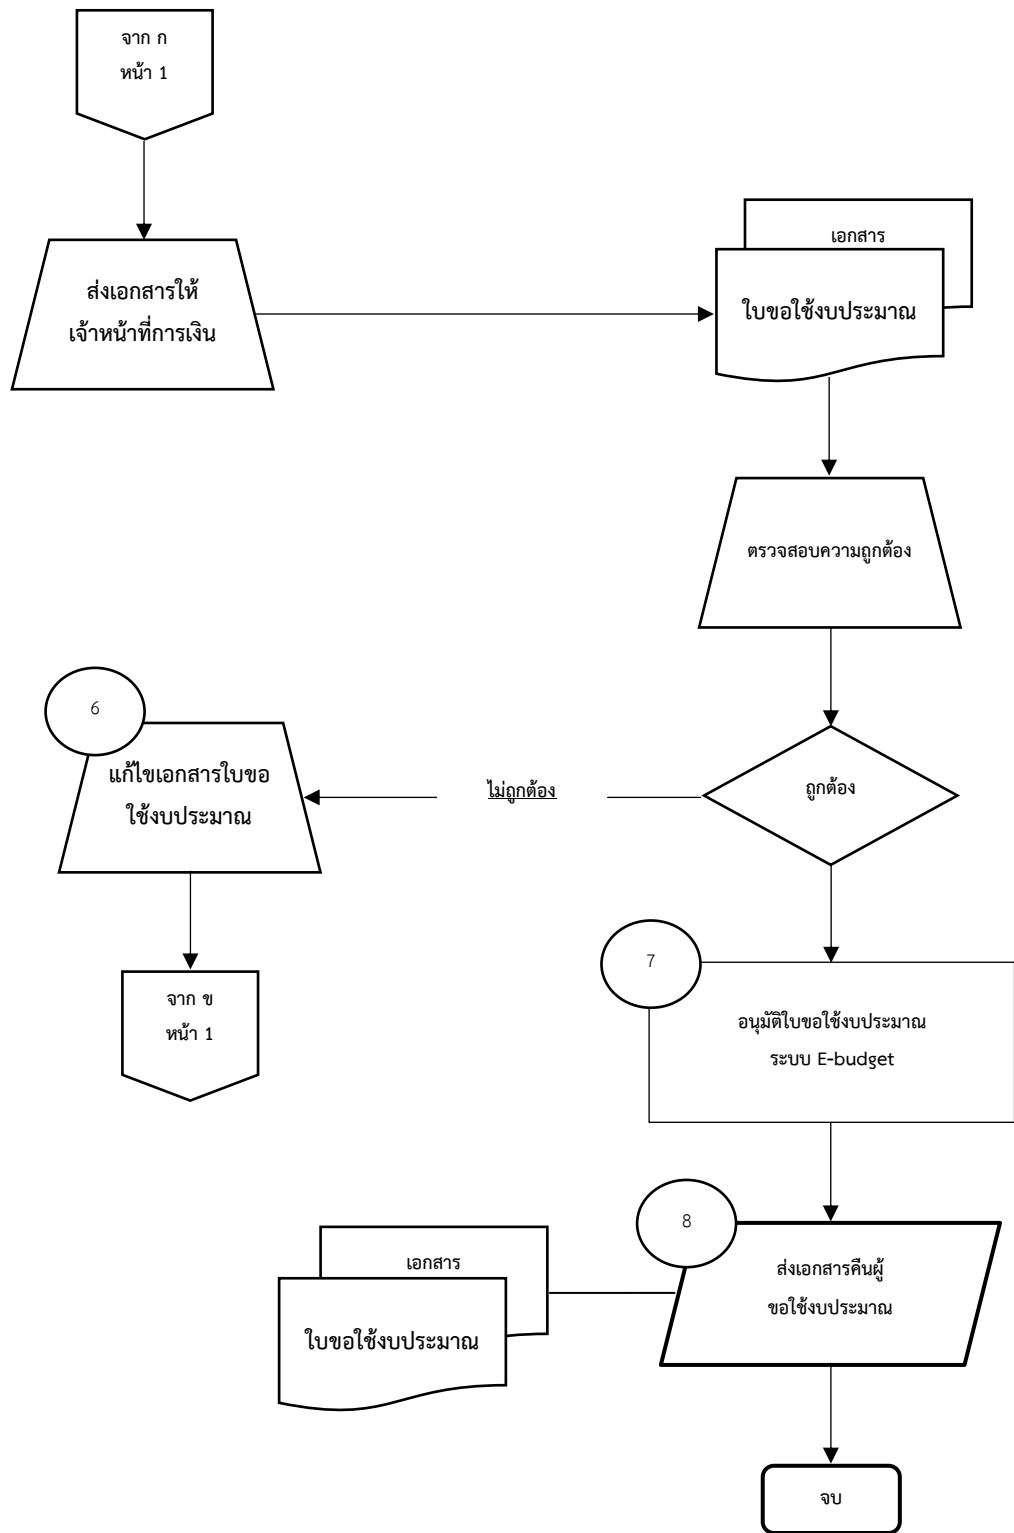 จาก ก
หน้า 1
ส่งเอกสารให้
เจ้าหน้าที่การเงิน
เอกสาร
ใบขอใช้งบประมาณ
ตรวจสอบความถูกต้อง
6
แก้ไขเอกสารใบขอ
ใช้งบประมาณ
ไม่ถูกต้อง
ถูกต้อง
จาก ข
หน้า 1
7
อนุมัติใบขอใช้งบประมาณ
ระบบ E-budget
8
ส่งเอกสารคืนผู้
ขอใช้งบประมาณ
เอกสาร
ใบขอใช้งบประมาณ
จบ